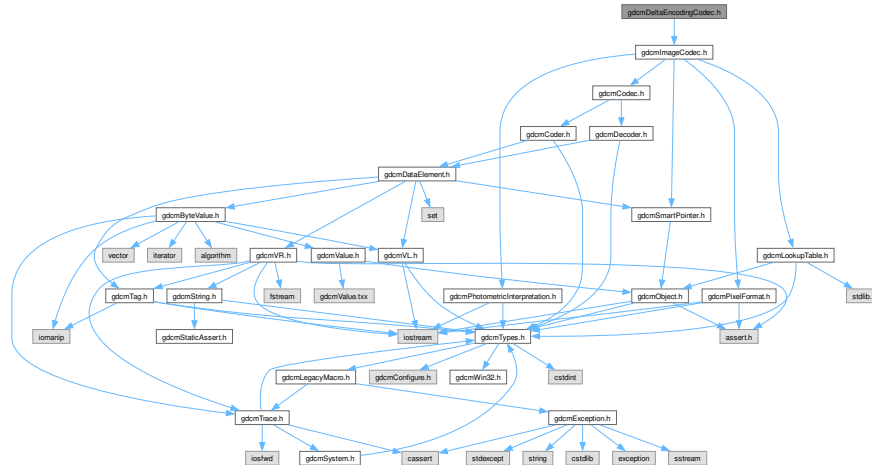 gdcmDeltaEncodingCodec.h
gdcmImageCodec.h
gdcmCodec.h
gdcmCoder.h
gdcmDecoder.h
gdcmDataElement.h
gdcmByteValue.h
set
gdcmSmartPointer.h
vector
iterator
algorithm
gdcmVR.h
gdcmValue.h
gdcmVL.h
gdcmLookupTable.h
gdcmTag.h
gdcmString.h
fstream
gdcmValue.txx
gdcmPhotometricInterpretation.h
gdcmObject.h
gdcmPixelFormat.h
stdlib.h
iomanip
gdcmStaticAssert.h
iostream
gdcmTypes.h
assert.h
gdcmLegacyMacro.h
gdcmConfigure.h
gdcmWin32.h
cstdint
gdcmTrace.h
gdcmException.h
iosfwd
gdcmSystem.h
cassert
stdexcept
string
cstdlib
exception
sstream